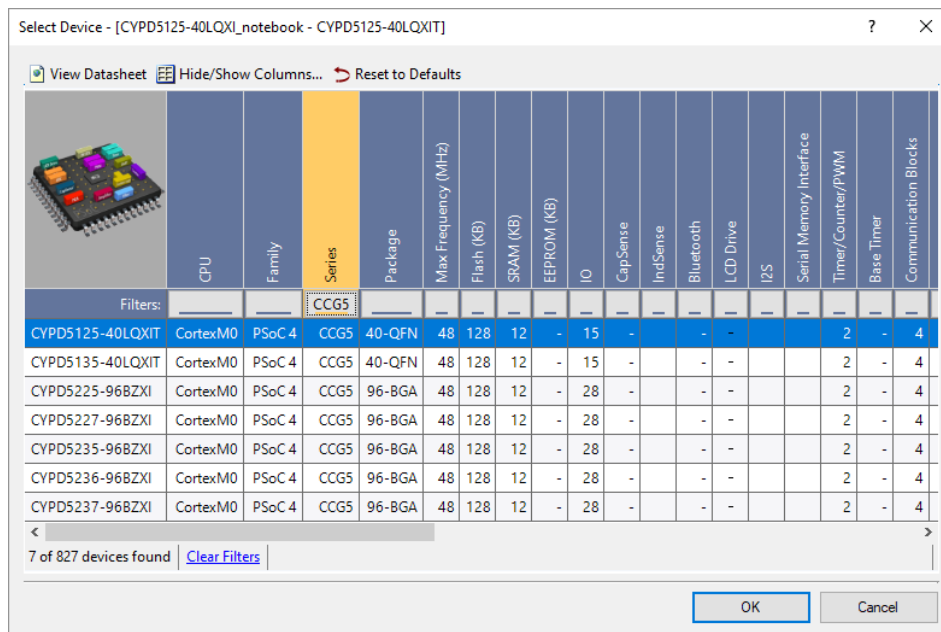 Select Device - [CYPD5125-40LQXI_notebook - CYPD5125-40LQXIT]
? ×
View Datasheet Hide/Show Columns... Reset to Defaults
CPU Family Series Package Max Frequency (MHz) Flash (KB) SRAM (KB) EEPROM (KB) IO CapSense IndSense Bluetooth LCD Drive I2S Serial Memory Interface Timer/Counter/PWM Base Timer Communication Blocks
Filters: CCG5
CYPD5125-40LQXIT CortexM0 PSoC 4 CCG5 40-QFN 48 128 12 - 15 - - - 2 - 4
CYPD5135-40LQXIT CortexM0 PSoC 4 CCG5 40-QFN 48 128 12 - 15 - - - 2 - 4
CYPD5225-96BZXI CortexM0 PSoC 4 CCG5 96-BGA 48 128 12 - 28 - - - 2 - 4
CYPD5227-96BZXI CortexM0 PSoC 4 CCG5 96-BGA 48 128 12 - 28 - - - 2 - 4
CYPD5235-96BZXI CortexM0 PSoC 4 CCG5 96-BGA 48 128 12 - 28 - - - 2 - 4
CYPD5236-96BZXI CortexM0 PSoC 4 CCG5 96-BGA 48 128 12 - 28 - - - 2 - 4
CYPD5237-96BZXI CortexM0 PSoC 4 CCG5 96-BGA 48 128 12 - 28 - - - 2 - 4
7 of 827 devices found Clear Filters
OK Cancel